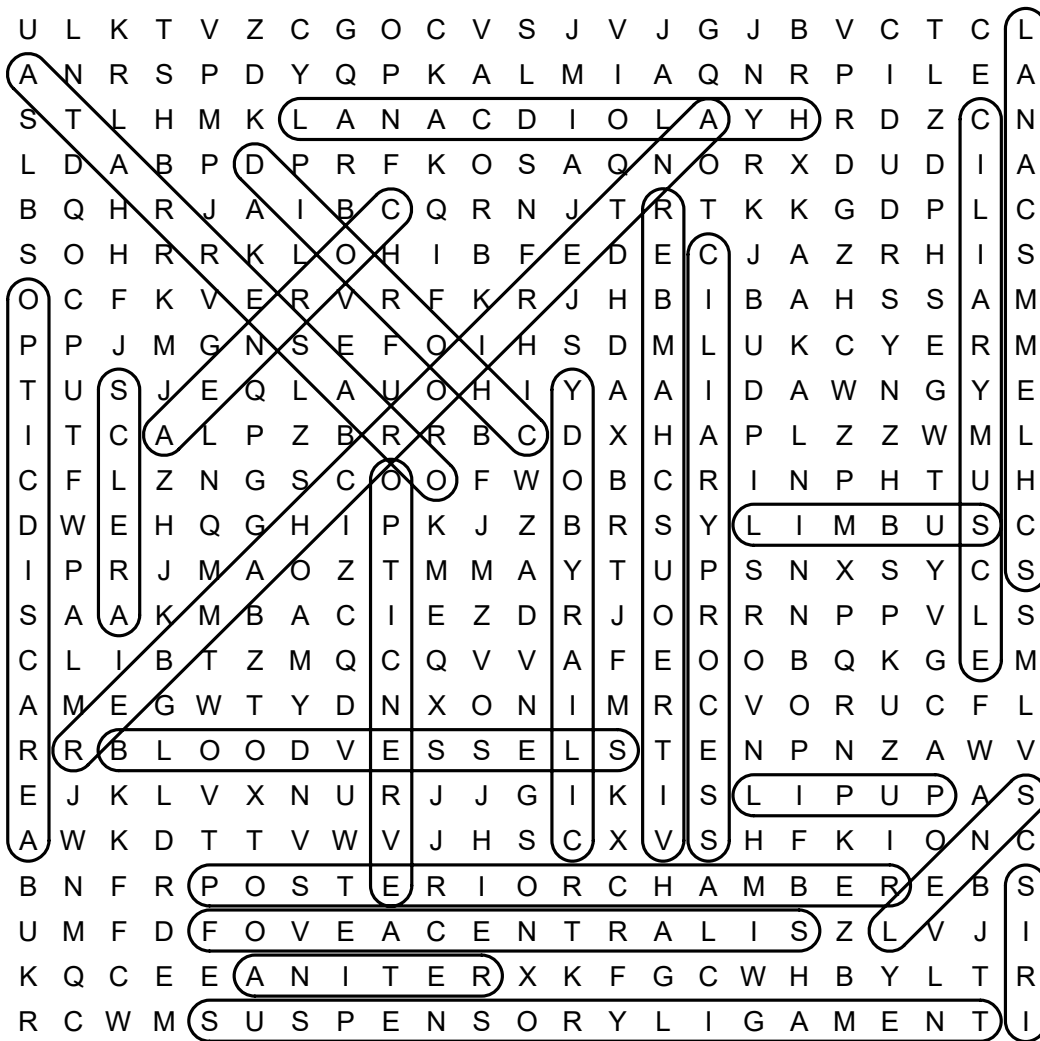 U L K T V Z C G O C V S J V J G J B V C T C L
A N R S P D Y Q P K A L M I A Q N R P I L E A
S T L H M K L A N A C D I O L A Y H R D Z C N
L D A B P D P R F K O S A Q N O R X D U D I A
B Q H R J A I B C Q R N J T R T K K G D P L C
S O H R R K L O H I B F E D E C J A Z R H I S
O C F K V E R V R F K R J H B I B A H S S A M
P P J M G N S E F O I H S D M L U K C Y E R M
T U S J E Q L A U O H I Y A A I D A W N G Y E
I T C A L P Z B R R B C D X H A P L Z Z W M L
C F L Z N G S C O O F W O B C R I N P H T U H
D W E H Q G H I P K J Z B R S Y L I M B U S C
I P R J M A O Z T M M A Y T U P S N X S Y C S
S A A K M B A C I E Z D R J O R R N P P V L S
C L I B T Z M Q C Q V V A F E O O B Q K G E M
A M E G W T Y D N X O N I M R C V O R U C F L
R R B L O O D V E S S E L S T E N P N Z A W V
E J K L V X N U R J J G I K I S L I P U P A S
A W K D T T V W V J H S C X V S H F K I O N C
B N F R P O S T E R I O R C H A M B E R E B S
U M F D F O V E A C E N T R A L I S Z L V J I
K Q C E E A N I T E R X K F G C W H B Y L T R
R C W M S U S P E N S O R Y L I G A M E N T I